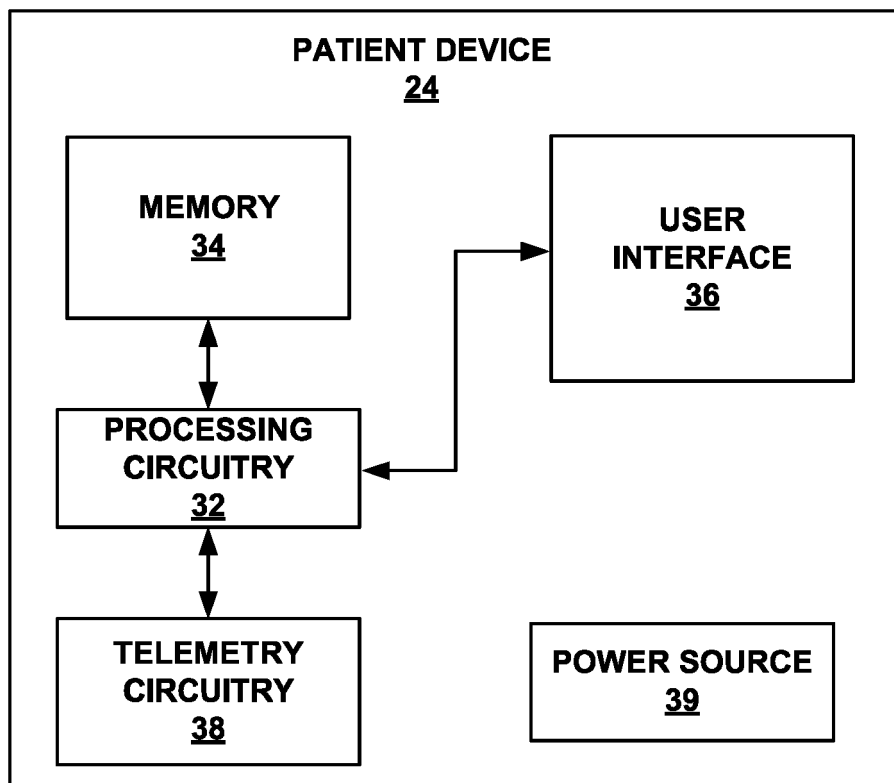 PATIENT DEVICE
24
MEMORY
34
USER
INTERFACE
36
PROCESSING
CIRCUITRY
32
TELEMETRY
CIRCUITRY
38
POWER SOURCE
39